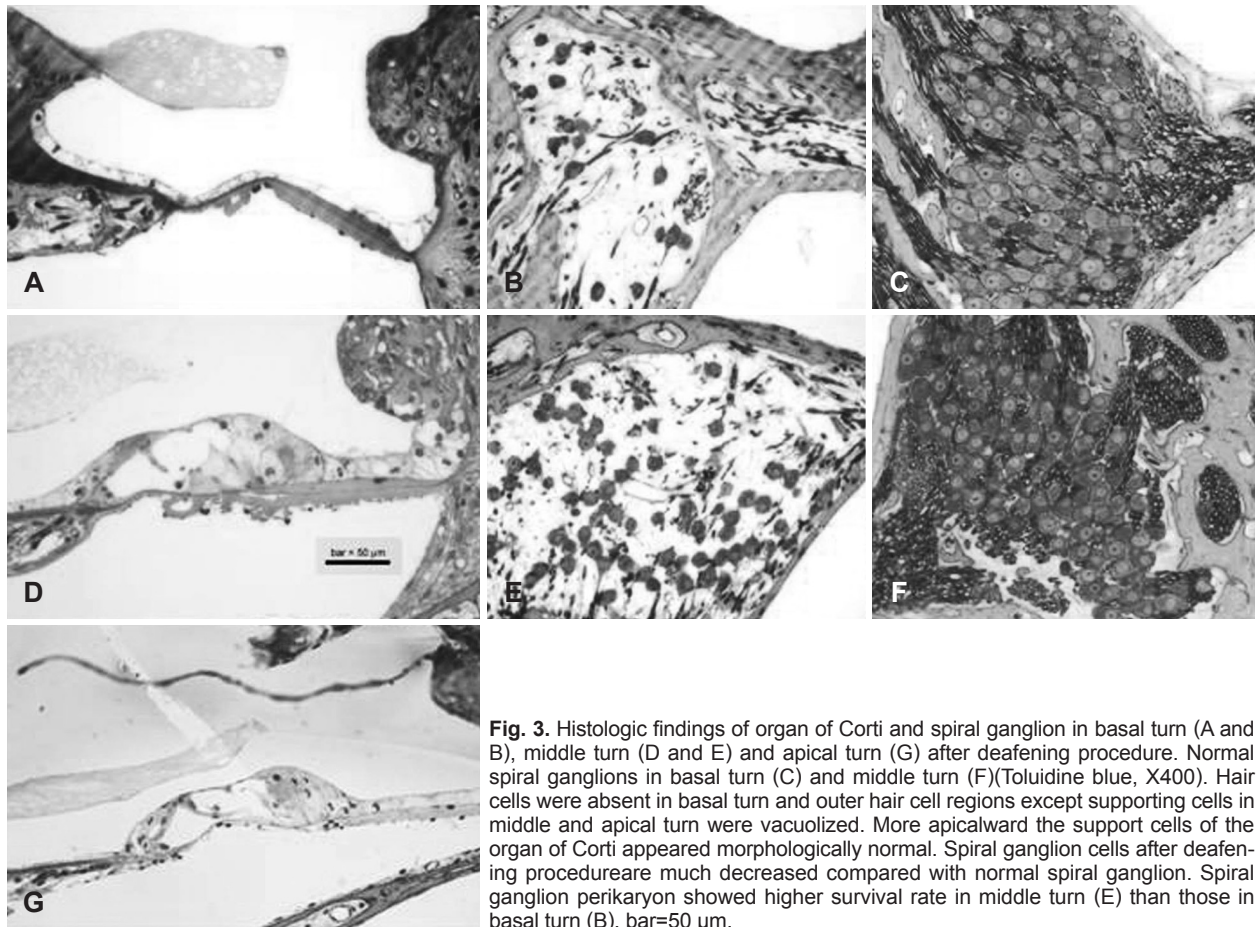 A
B
C
D
bar = 50 μm
E
F
G
Fig. 3. Histologic findings of organ of Corti and spiral ganglion in basal turn (A and
B), middle turn (D and E) and apical turn (G) after deafening procedure. Normal
spiral ganglions in basal turn (C) and middle turn (F)(Toluidine blue, X400). Hair
cells were absent in basal turn and outer hair cell regions except supporting cells in
middle and apical turn were vacuolized. More apicalward the support cells of the
organ of Corti appeared morphologically normal. Spiral ganglion cells after deafen-
ing procedureare much decreased compared with normal spiral ganglion. Spiral
ganglion perikaryon showed higher survival rate in middle turn (E) than those in
basal turn (B). bar=50 μm.